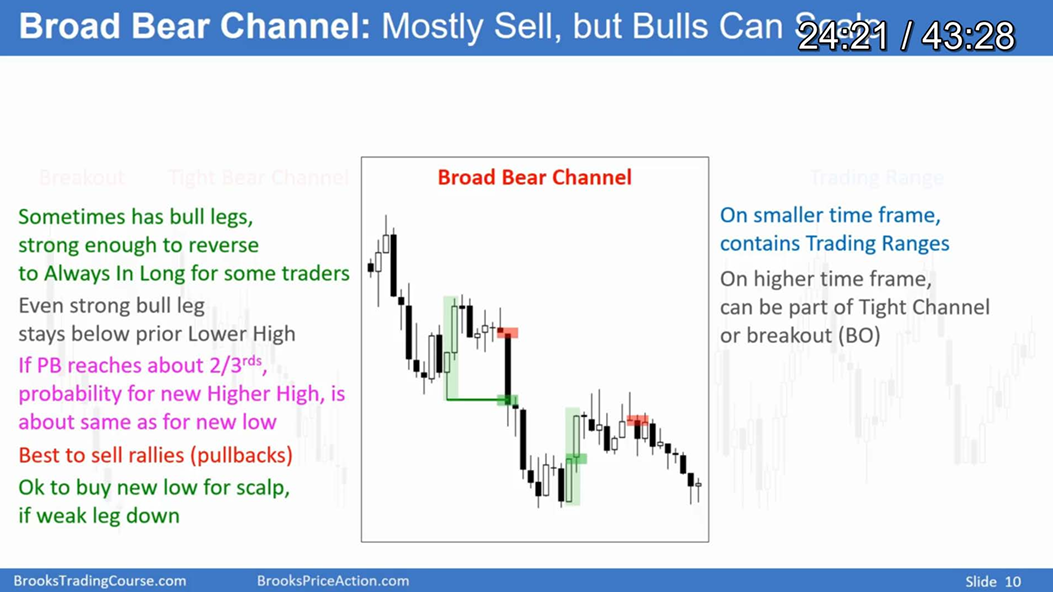 Broad Bear Channel: Mostly Sell, but Bulls Can Scalp
24:21 / 43:28
Breakout
Tight Bear Channel
Broad Bear Channel
Trading Range
Sometimes has bull legs,
strong enough to reverse
to Always In Long for some traders
Even strong bull leg
stays below prior Lower High
If PB reaches about 2/3rds,
probability for new Higher High, is
about same as for new low
Best to sell rallies (pullbacks)
Ok to buy new low for scalp,
if weak leg down
On smaller time frame,
contains Trading Ranges
On higher time frame,
can be part of Tight Channel
or breakout (BO)
BrooksTradingCourse.com
BrooksPriceAction.com
Slide 10